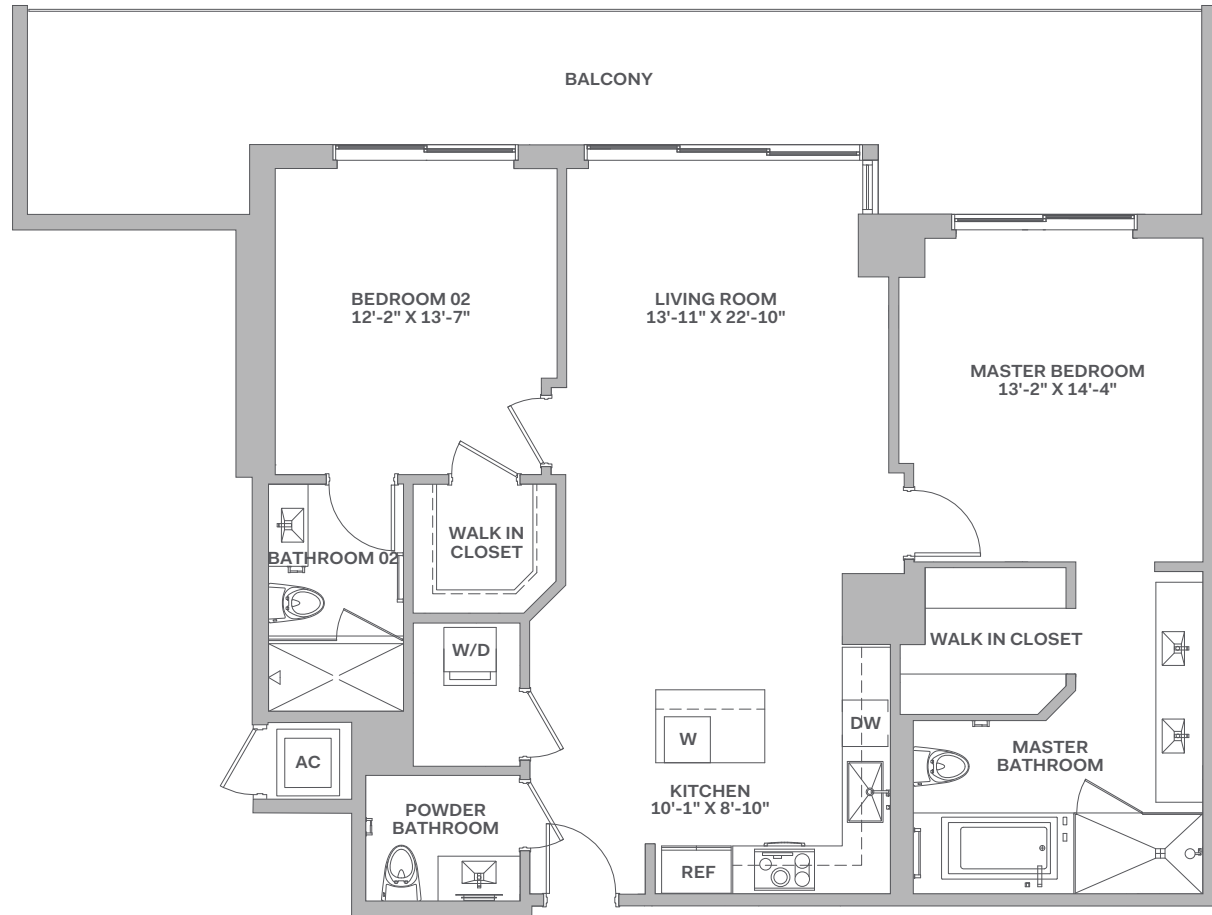 BALCONY
BEDROOM 02
12'-2" X 13'-7"
LIVING ROOM
13'-11" X 22'-10"
MASTER BEDROOM
13'-2" X 14'-4"
WALK IN
CLOSET
BATHROOM 02
WALK IN CLOSET
W/D
DW
W
AC
MASTER
BATHROOM
KITCHEN
10'-1" X 8'-10"
POWDER
BATHROOM
REF